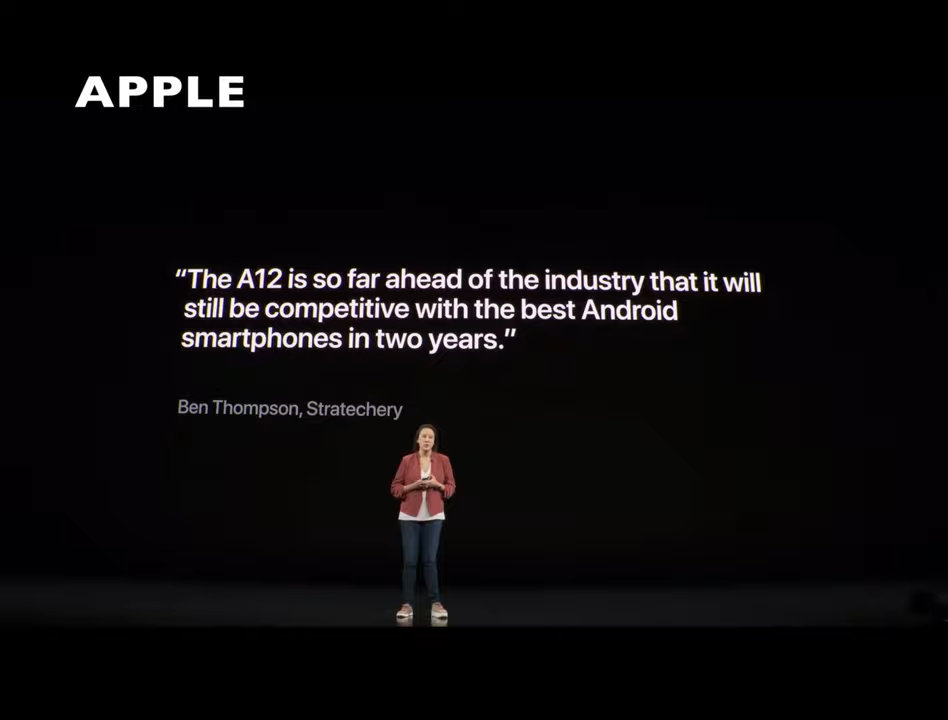 APPLE
“The A12 is so far ahead of the industry that it will
still be competitive with the best Android
smartphones in two years.”
Ben Thompson, Stratechery